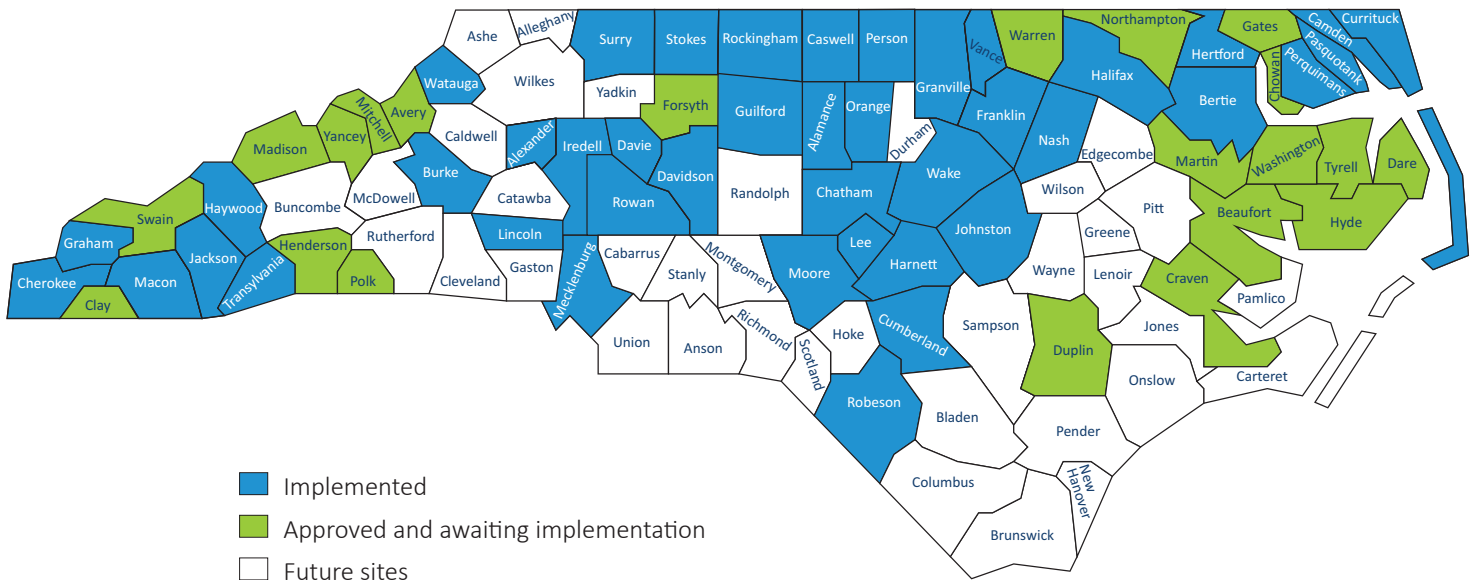 Ashe
Alleghany
Surry
Stokes
Rockingham
Caswell
Person
Granville
Vance
Warren
Northampton
Gates
Camden
Currituck
Pasquotank
Perquimans
Chowan
Hertford
Halifax
Bertie
Watauga
Wilkes
Yadkin
Forsyth
Guilford
Alamance
Orange
Durham
Franklin
Nash
Edgecombe
Martin
Washington
Tyrell
Dare
Mitchell
Avery
Yancey
Madison
Caldwell
Alexander
Iredell
Davie
Davidson
Randolph
Chatham
Wake
Wilson
Pitt
Beaufort
Hyde
Burke
McDowell
Buncombe
Haywood
Swain
Catawba
Rowan
Lincoln
Rutherford
Henderson
Graham
Jackson
Cherokee
Macon
Clay
Transylvania
Polk
Cleveland
Gaston
Mecklenburg
Cabarrus
Stanly
Montgomery
Moore
Lee
Harnett
Johnston
Greene
Wayne
Lenoir
Craven
Pamlico
Jones
Union
Anson
Richmond
Scotland
Hoke
Cumberland
Sampson
Duplin
Onslow
Carteret
Robeson
Bladen
Pender
Columbus
New
Hanover
Brunswick
Implemented
Approved and awaiting implementation
Future sites